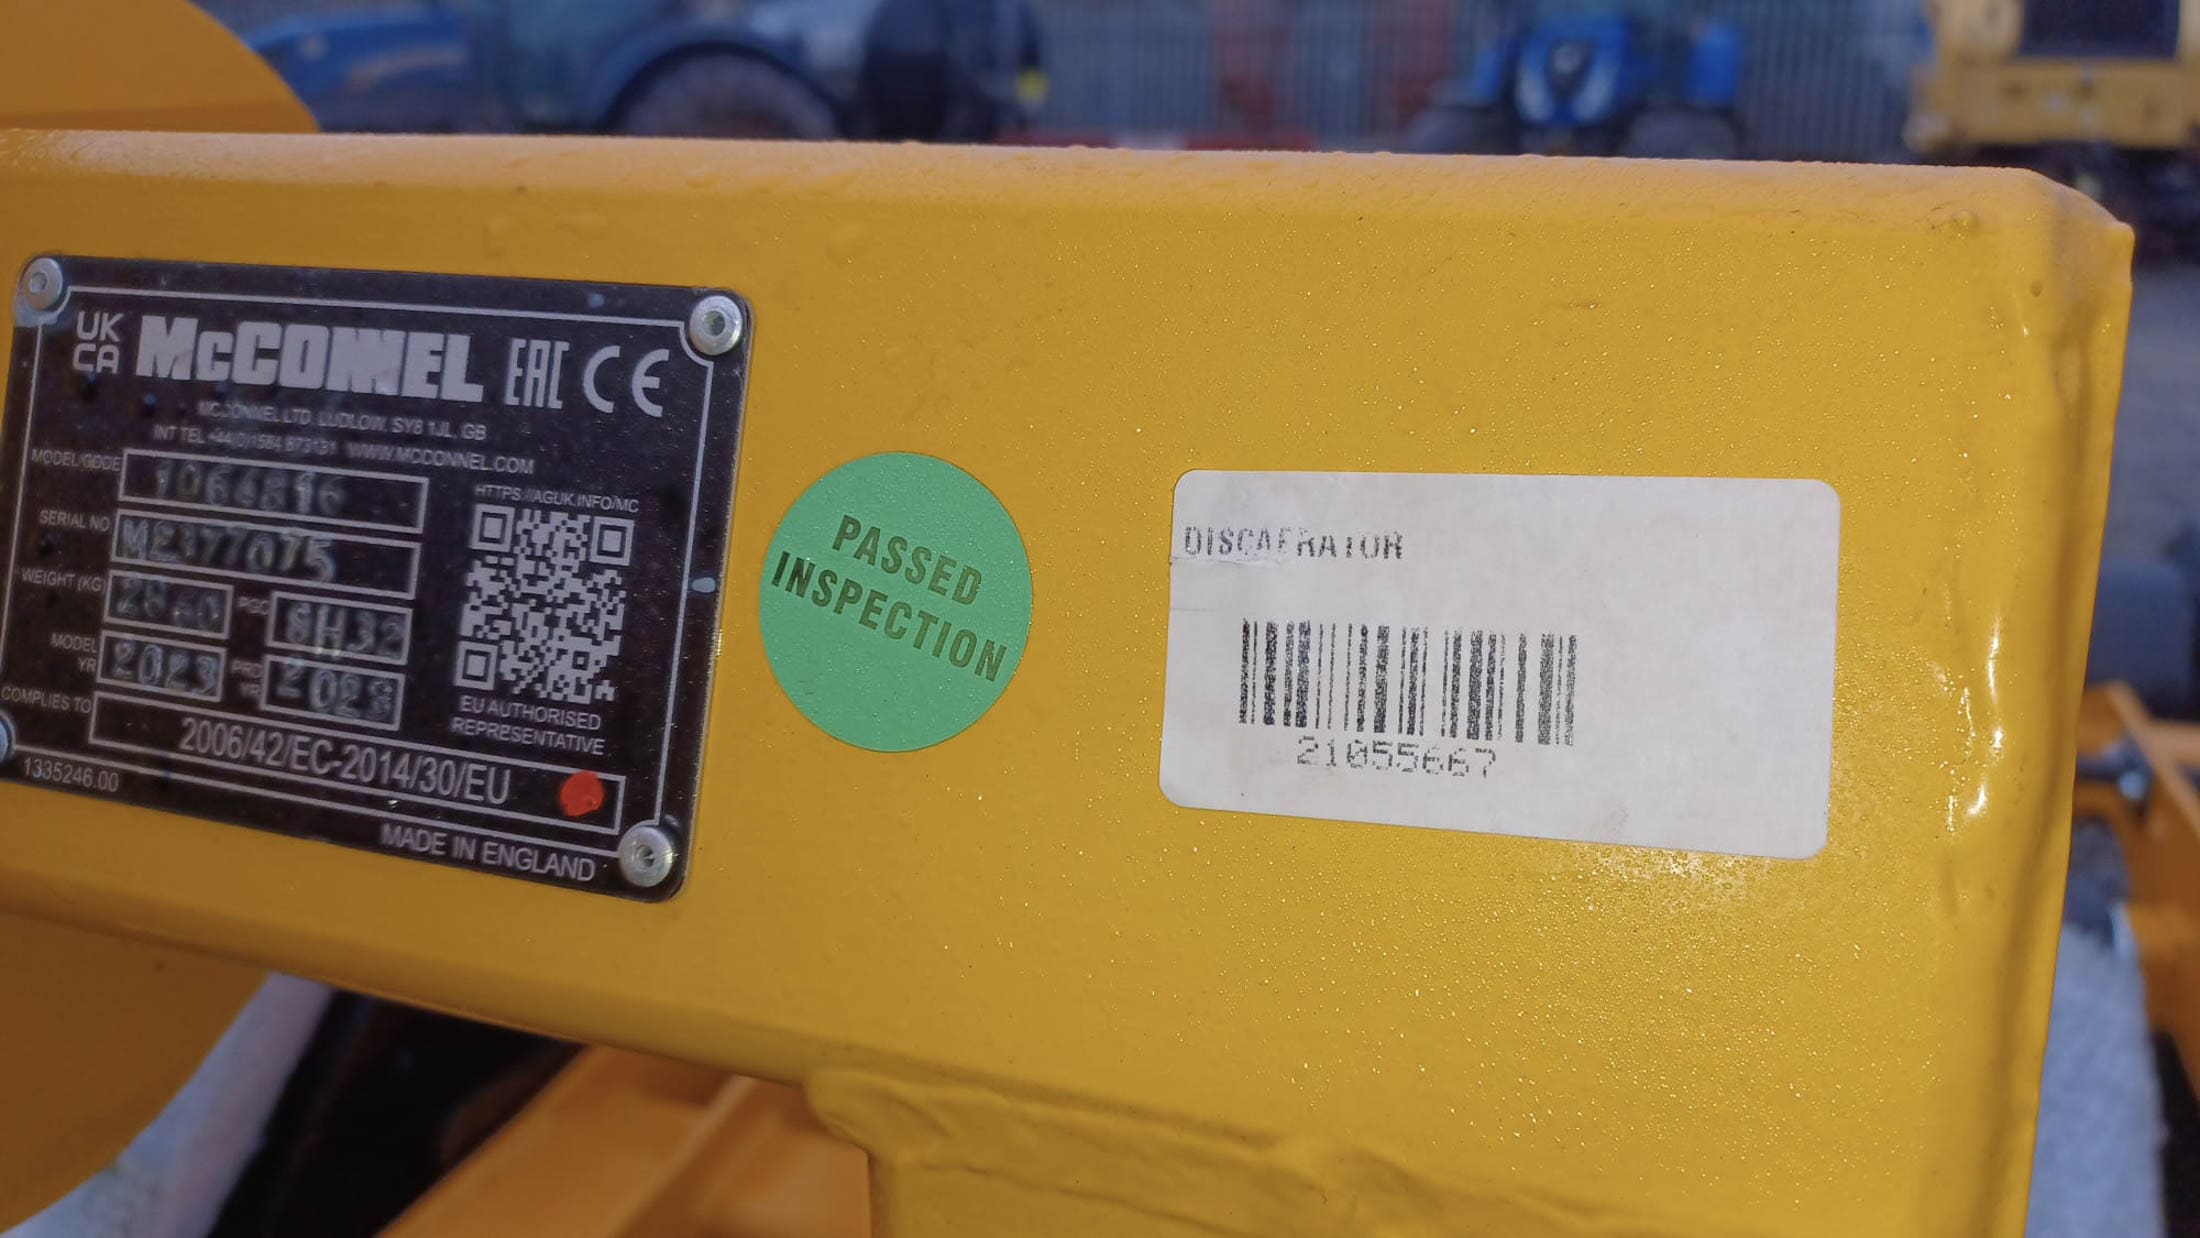 UK
CA
McCONNEL
EAC
CE
MCCONNEL LTD. LUDLOW, SY8 1JL, GB
INT TEL +44(0)1584 873131 WWW.MCCONNEL.COM
MODEL/CODE 1064816
SERIAL NO M2377075
WEIGHT (KG)
PGC SH32
MODEL YR 2023
PRD YR 2023
COMPLIES TO 2006/42/EC-2014/30/EU
HTTPS://AGUK.INFO/MC
EU AUTHORISED
REPRESENTATIVE
1335246.00
MADE IN ENGLAND
PASSED
INSPECTION
DISCAERATOR
21055667